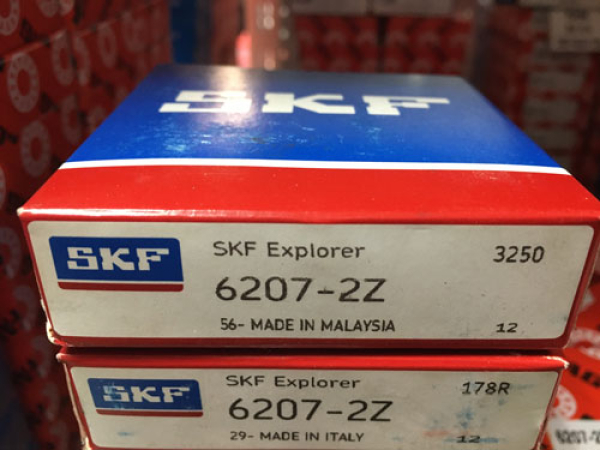 SKF
SKF
SKF Explorer
3250
6207-2Z
56- MADE IN MALAYSIA
12
SKF
SKF Explorer
178R
6207-2Z
29- MADE IN ITALY
12